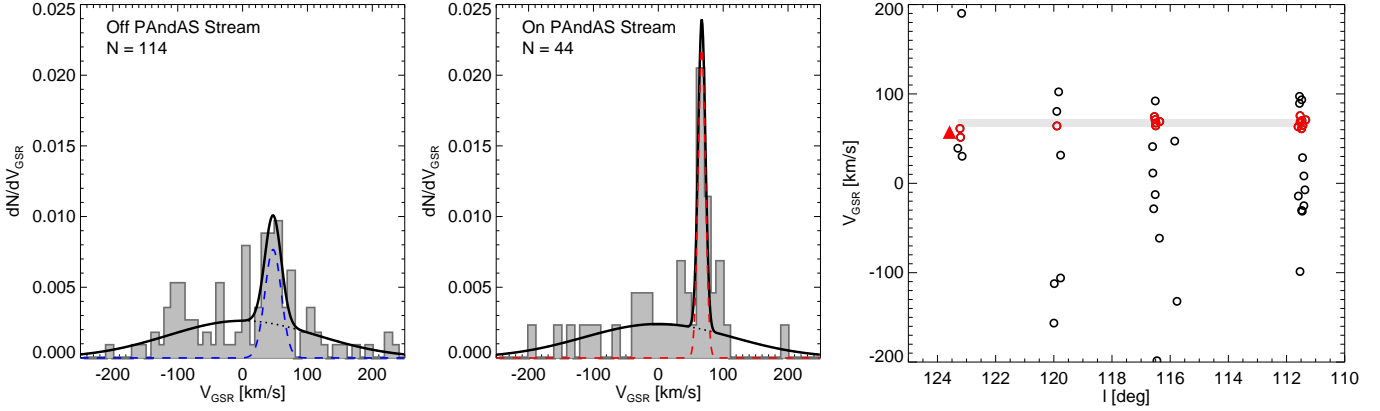 Off PAndAS Stream
N = 114
0.025
0.020
0.015
0.010
0.005
0.000
dN/dV_GSR
-200 -100 0 100 200
V_GSR [km/s]
On PAndAS Stream
N = 44
0.025
0.020
0.015
0.010
0.005
0.000
dN/dV_GSR
-200 -100 0 100 200
V_GSR [km/s]
200
100
0
-100
-200
V_GSR [km/s]
124 122 120 118 116 114 112 110
l [deg]